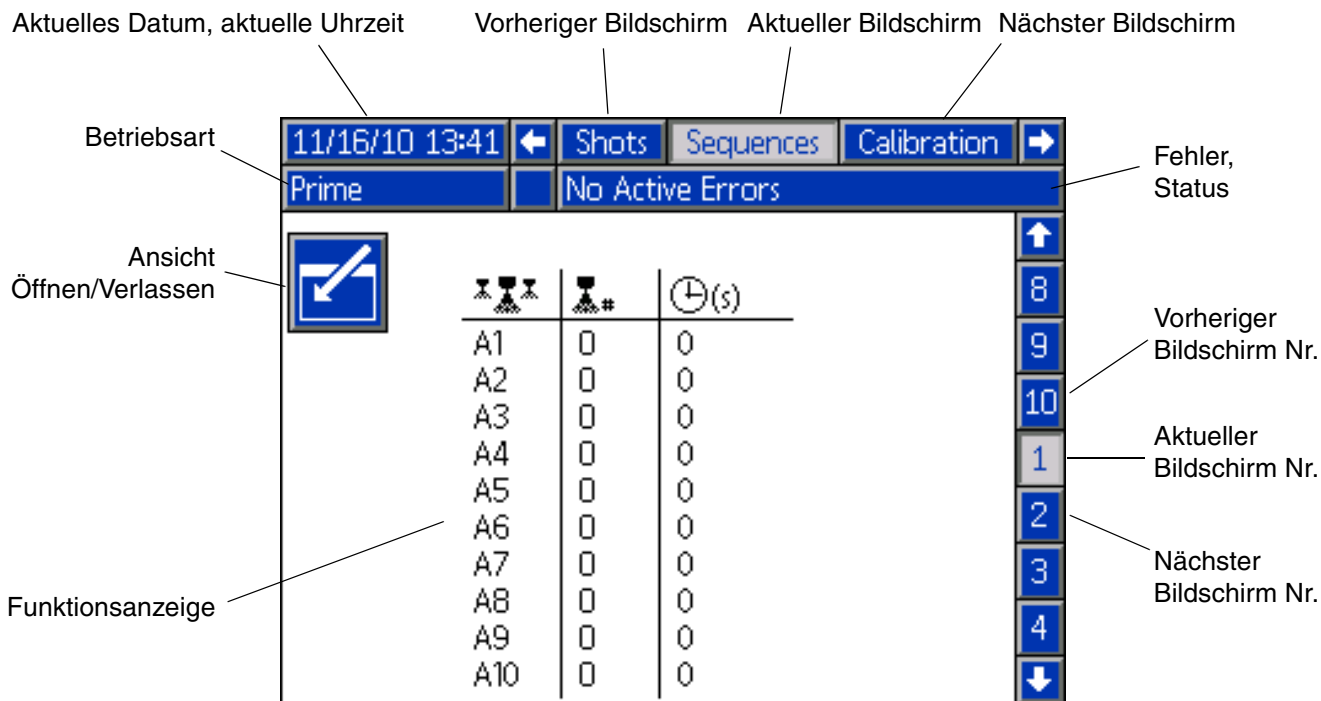 Aktuelles Datum, aktuelle Uhrzeit
Vorheriger Bildschirm
Aktueller Bildschirm
Nächster Bildschirm
Betriebsart
11/16/10 13:41
Shots
Sequences
Calibration
Fehler,
Status
Prime
No Active Errors
Ansicht
Öffnen/Verlassen
# (s)
A1 0 0
A2 0 0
A3 0 0
A4 0 0
A5 0 0
A6 0 0
A7 0 0
A8 0 0
A9 0 0
A10 0 0
8
9
10
1
2
3
4
Vorheriger
Bildschirm Nr.
Aktueller
Bildschirm Nr.
Nächster
Bildschirm Nr.
Funktionsanzeige